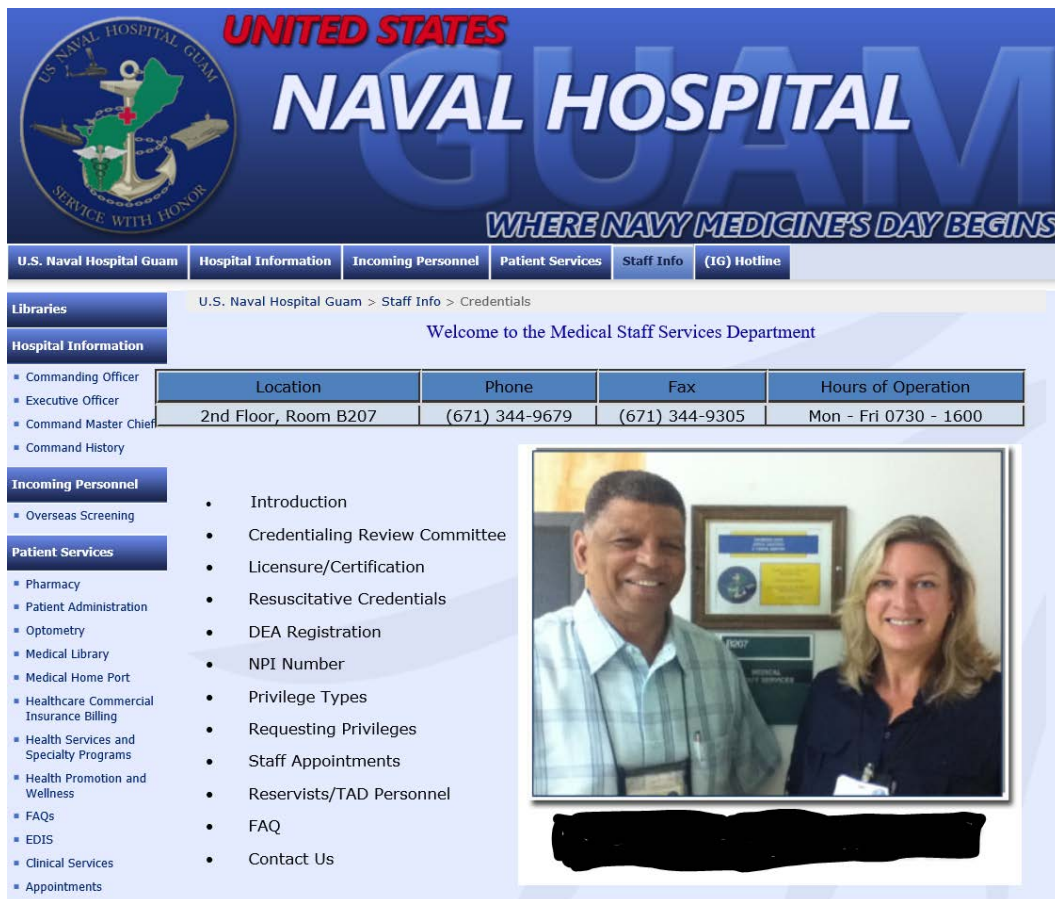 US NAVAL HOSPITAL GUAM
SERVICE WITH HONOR
UNITED STATES
GUAM
NAVAL HOSPITAL
WHERE NAVY MEDICINE'S DAY BEGINS
U.S. Naval Hospital Guam Hospital Information Incoming Personnel Patient Services Staff Info (IG) Hotline
U.S. Naval Hospital Guam > Staff Info > Credentials
Libraries
Hospital Information
Commanding Officer
Executive Officer
Command Master Chief
Command History
Incoming Personnel
Overseas Screening
Patient Services
Pharmacy
Patient Administration
Optometry
Medical Library
Medical Home Port
Healthcare Commercial
Insurance Billing
Health Services and
Specialty Programs
Health Promotion and
Wellness
FAQs
EDIS
Clinical Services
Appointments
Welcome to the Medical Staff Services Department
Location Phone Fax Hours of Operation
2nd Floor, Room B207 (671) 344-9679 (671) 344-9305 Mon - Fri 0730 - 1600
Introduction
Credentialing Review Committee
Licensure/Certification
Resuscitative Credentials
DEA Registration
NPI Number
Privilege Types
Requesting Privileges
Staff Appointments
Reservists/TAD Personnel
FAQ
Contact Us
B207
MEDICAL
SERVICES